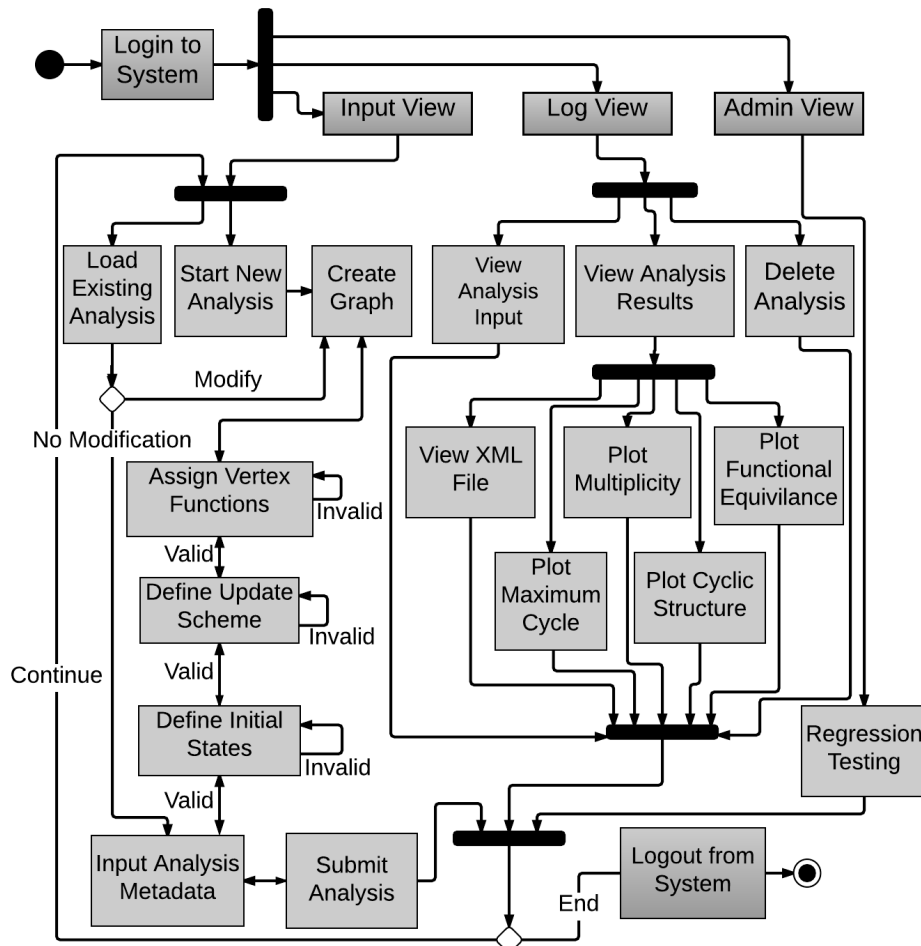 Login to
System
Input View
Log View
Admin View
Load
Existing
Analysis
Start New
Analysis
Create
Graph
View
Analysis
Input
View Analysis
Results
Delete
Analysis
Modify
No Modification
Assign Vertex
Functions
Invalid
Valid
View XML
File
Plot
Multiplicity
Plot
Functional
Equivilance
Plot
Maximum
Cycle
Plot Cyclic
Structure
Define Update
Scheme
Invalid
Valid
Continue
Define Initial
States
Invalid
Valid
Regression
Testing
Input Analysis
Metadata
Submit
Analysis
Logout from
System
End